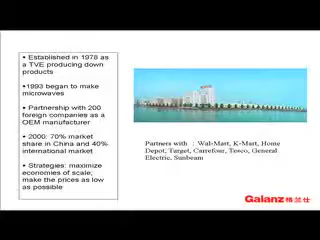 • Established in 1978 as
a TVE producing down
products
•1993 began to make
microwaves
• Partnership with 200
foreign companies as a
OEM manufacturer
• 2000: 70% market
share in China and 40%
international market
• Strategies: maximize
economies of scale;
make the prices as low
as possible
Partners with : Wal-Mart, K-Mart, Home
Depot, Target, Carrefour, Tesco, General
Electric, Sunbeam
Galanz 格兰仕